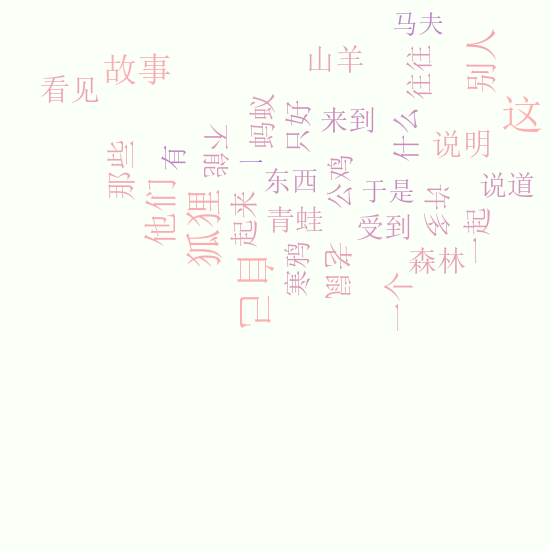 马夫
别人
故事
山羊
往往
看见
这
蚂蚁
只好
来到
什么
说明
不能
那些
有
一
东西
公鸡
于是
许多
说道
他们
狐狸
起来
青蛙
受到
一起
自己
寒鸦
老鼠
森林
一个